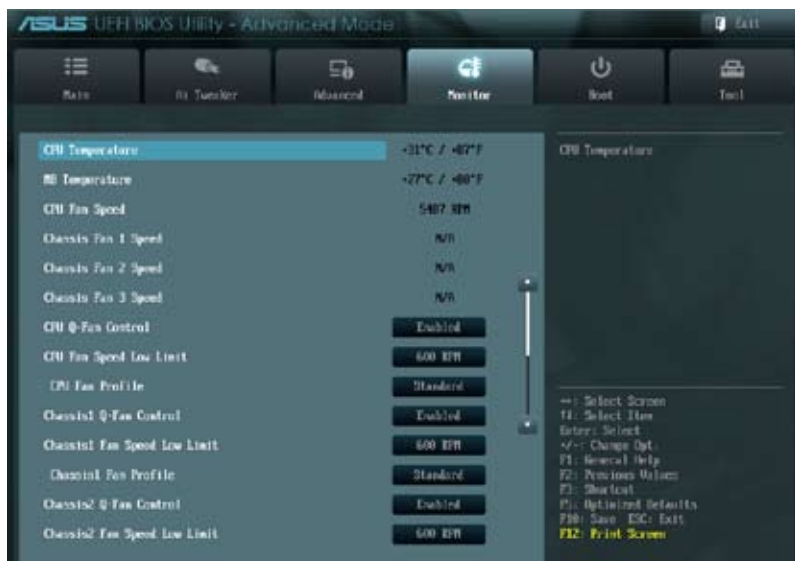 ASUS UEFI BIOS Utility - Advanced Mode
Exit
Main
Ai Tweaker
Advanced
Monitor
Boot
Tool
CPU Temperature +31°C / +87°F
MB Temperature +27°C / +80°F
CPU Fan Speed 5487 RPM
Chassis Fan 1 Speed N/A
Chassis Fan 2 Speed N/A
Chassis Fan 3 Speed N/A
CPU Q-Fan Control Enabled
CPU Fan Speed Low Limit 600 RPM
CPU Fan Profile Standard
Chassis1 Q-Fan Control Enabled
Chassis1 Fan Speed Low Limit 600 RPM
Chassis1 Fan Profile Standard
Chassis2 Q-Fan Control Enabled
Chassis2 Fan Speed Low Limit 600 RPM
CPU Temperature
→←: Select Screen
↑↓: Select Item
Enter: Select
+/-: Change Opt.
F1: General Help
F2: Previous Values
F3: Shortcut
F5: Optimized Defaults
F10: Save ESC: Exit
F12: Print Screen